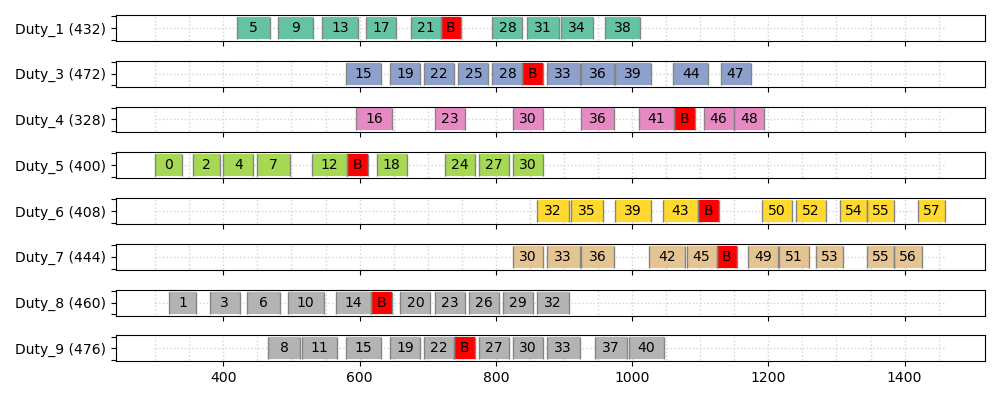 Duty_1 (432) 5 9 13 17 21 B 28 31 34 38
Duty_3 (472) 15 19 22 25 28 B 33 36 39 44 47
Duty_4 (328) 16 23 30 36 41 B 46 48
Duty_5 (400) 0 2 4 7 12 B 18 24 27 30
Duty_6 (408) 32 35 39 43 B 50 52 54 55 57
Duty_7 (444) 30 33 36 42 45 B 49 51 53 55 56
Duty_8 (460) 1 3 6 10 14 B 20 23 26 29 32
Duty_9 (476) 8 11 15 19 22 B 27 30 33 37 40
400 600 800 1000 1200 1400